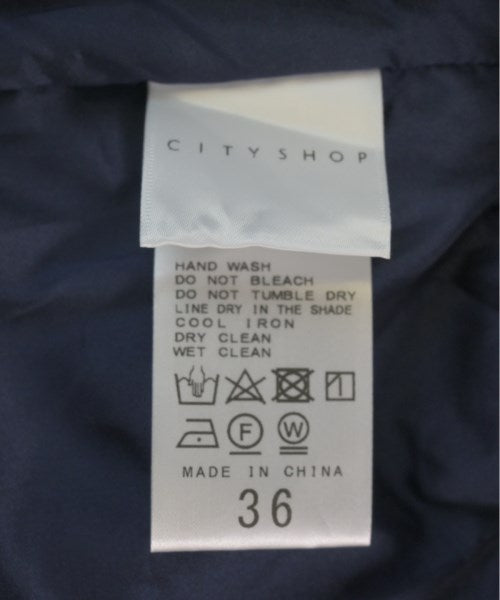 CITYSHOP
HAND WASH
DO NOT BLEACH
DO NOT TUMBLE DRY
LINE DRY IN THE SHADE
COOL IRON
DRY CLEAN
WET CLEAN
F W
MADE IN CHINA
36